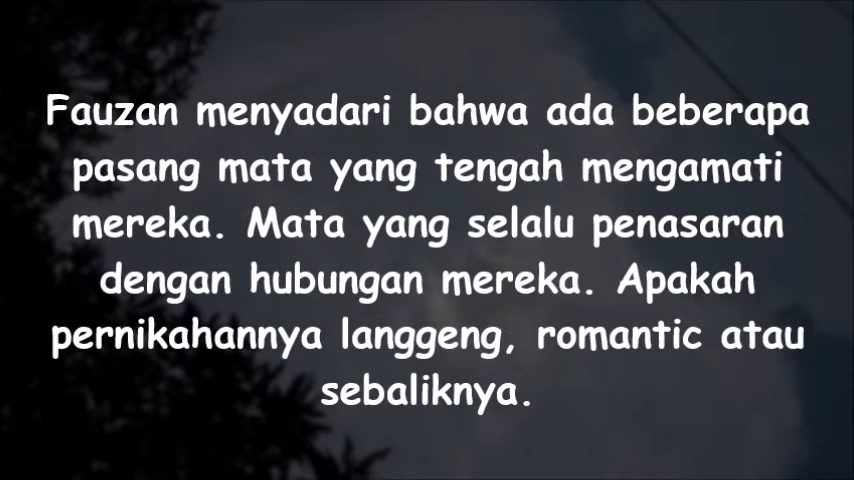 Fauzan menyadari bahwa ada beberapa
pasang mata yang tengah mengamati
mereka. Mata yang selalu penasaran
dengan hubungan mereka. Apakah
pernikahannya langgeng, romantic atau
sebaliknya.